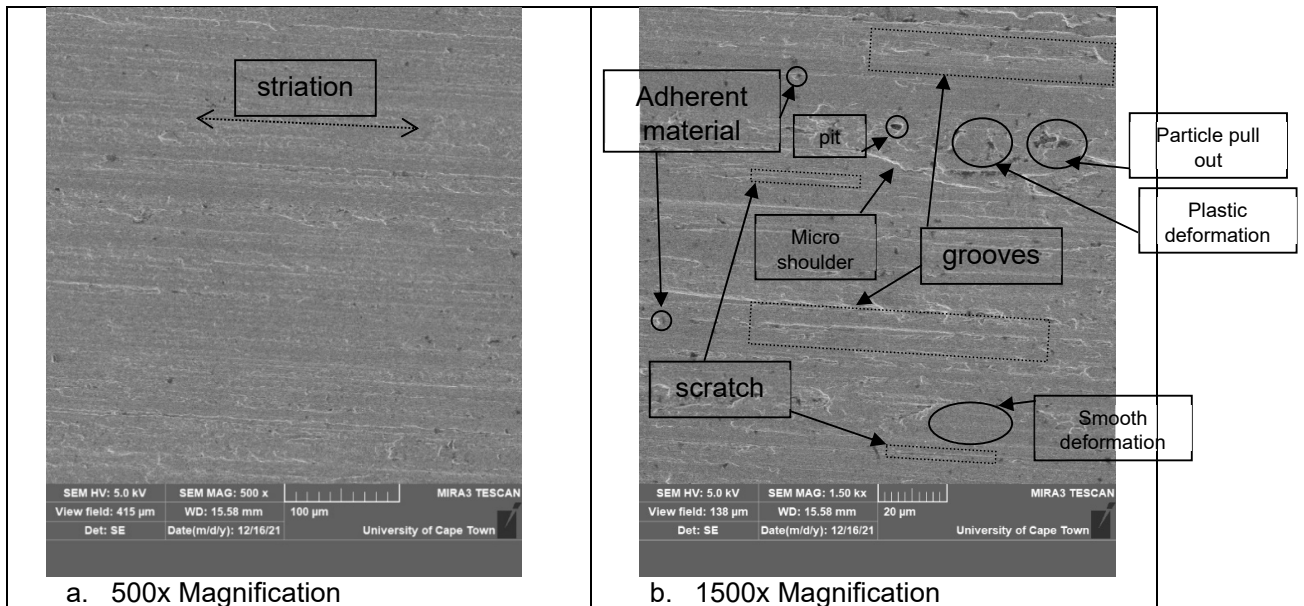 striation
SEM HV: 5.0 kV SEM MAG: 500 x MIRA3 TESCAN
View field: 415 µm WD: 15.58 mm 100 µm
Det: SE Date(m/d/y): 12/16/21 University of Cape Town
a. 500x Magnification
Adherent
material
pit
Particle pull
out
Plastic
deformation
Micro
shoulder
grooves
scratch
Smooth
deformation
SEM HV: 5.0 kV SEM MAG: 1.50 kx MIRA3 TESCAN
View field: 138 µm WD: 15.58 mm 20 µm
Det: SE Date(m/d/y): 12/16/21 University of Cape Town
b. 1500x Magnification